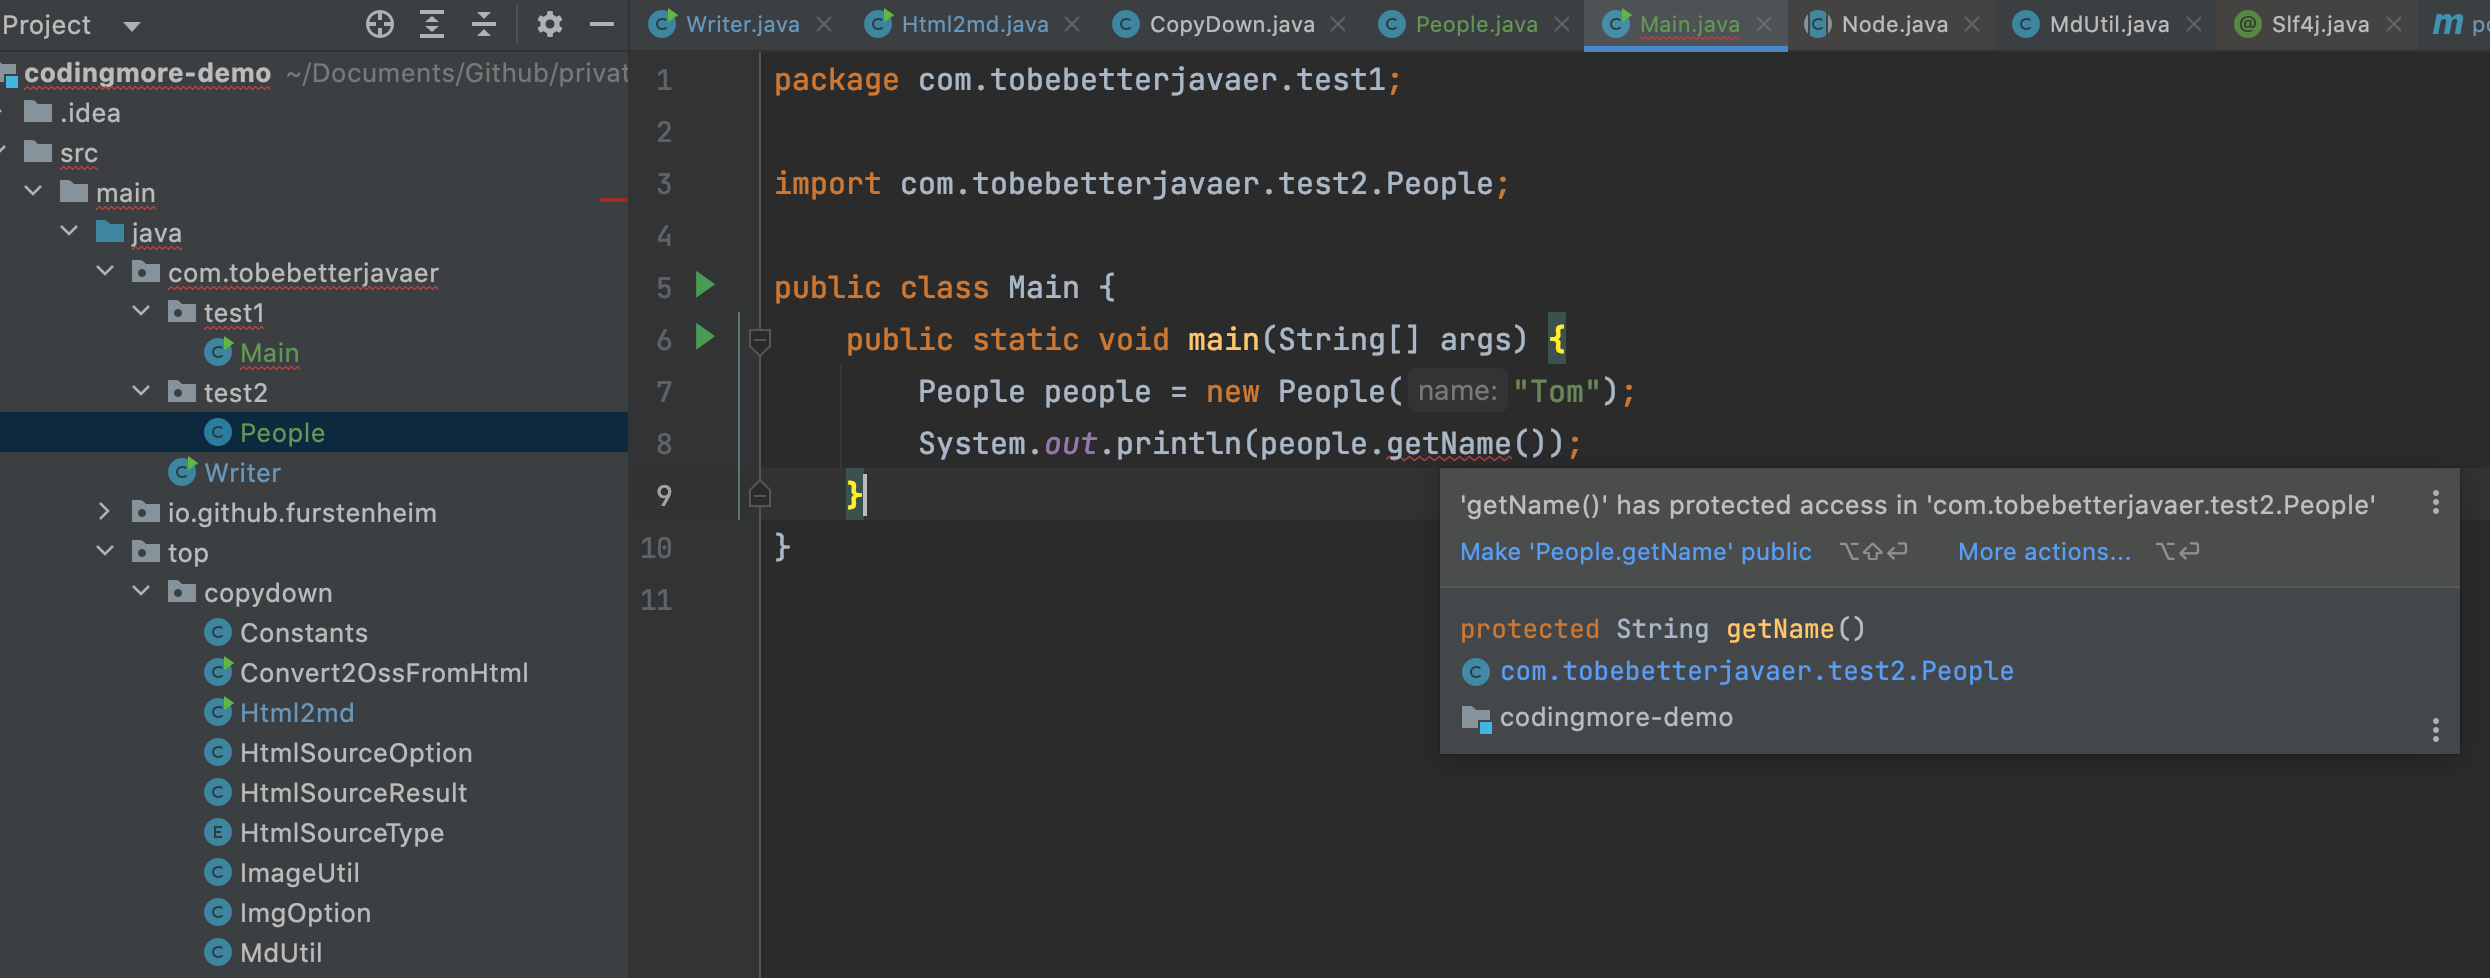 Project
Writer.java
Html2md.java
CopyDown.java
People.java
Main.java
Node.java
MdUtil.java
Slf4j.java
codingmore-demo ~/Documents/Github/privat
.idea
src
main
java
com.tobebetterjavaer
test1
Main
test2
People
Writer
io.github.furstenheim
top
copydown
Constants
Convert2OssFromHtml
Html2md
HtmlSourceOption
HtmlSourceResult
HtmlSourceType
ImageUtil
ImgOption
MdUtil
1 package com.tobebetterjavaer.test1;
2
3 import com.tobebetterjavaer.test2.People;
4
5 public class Main {
6 public static void main(String[] args) {
7 People people = new People( name: "Tom");
8 System.out.println(people.getName());
9 }
10 }
11
'getName()' has protected access in 'com.tobebetterjavaer.test2.People'
Make 'People.getName' public ⌥⇧⏎ More actions... ⌥⏎
protected String getName()
com.tobebetterjavaer.test2.People
codingmore-demo